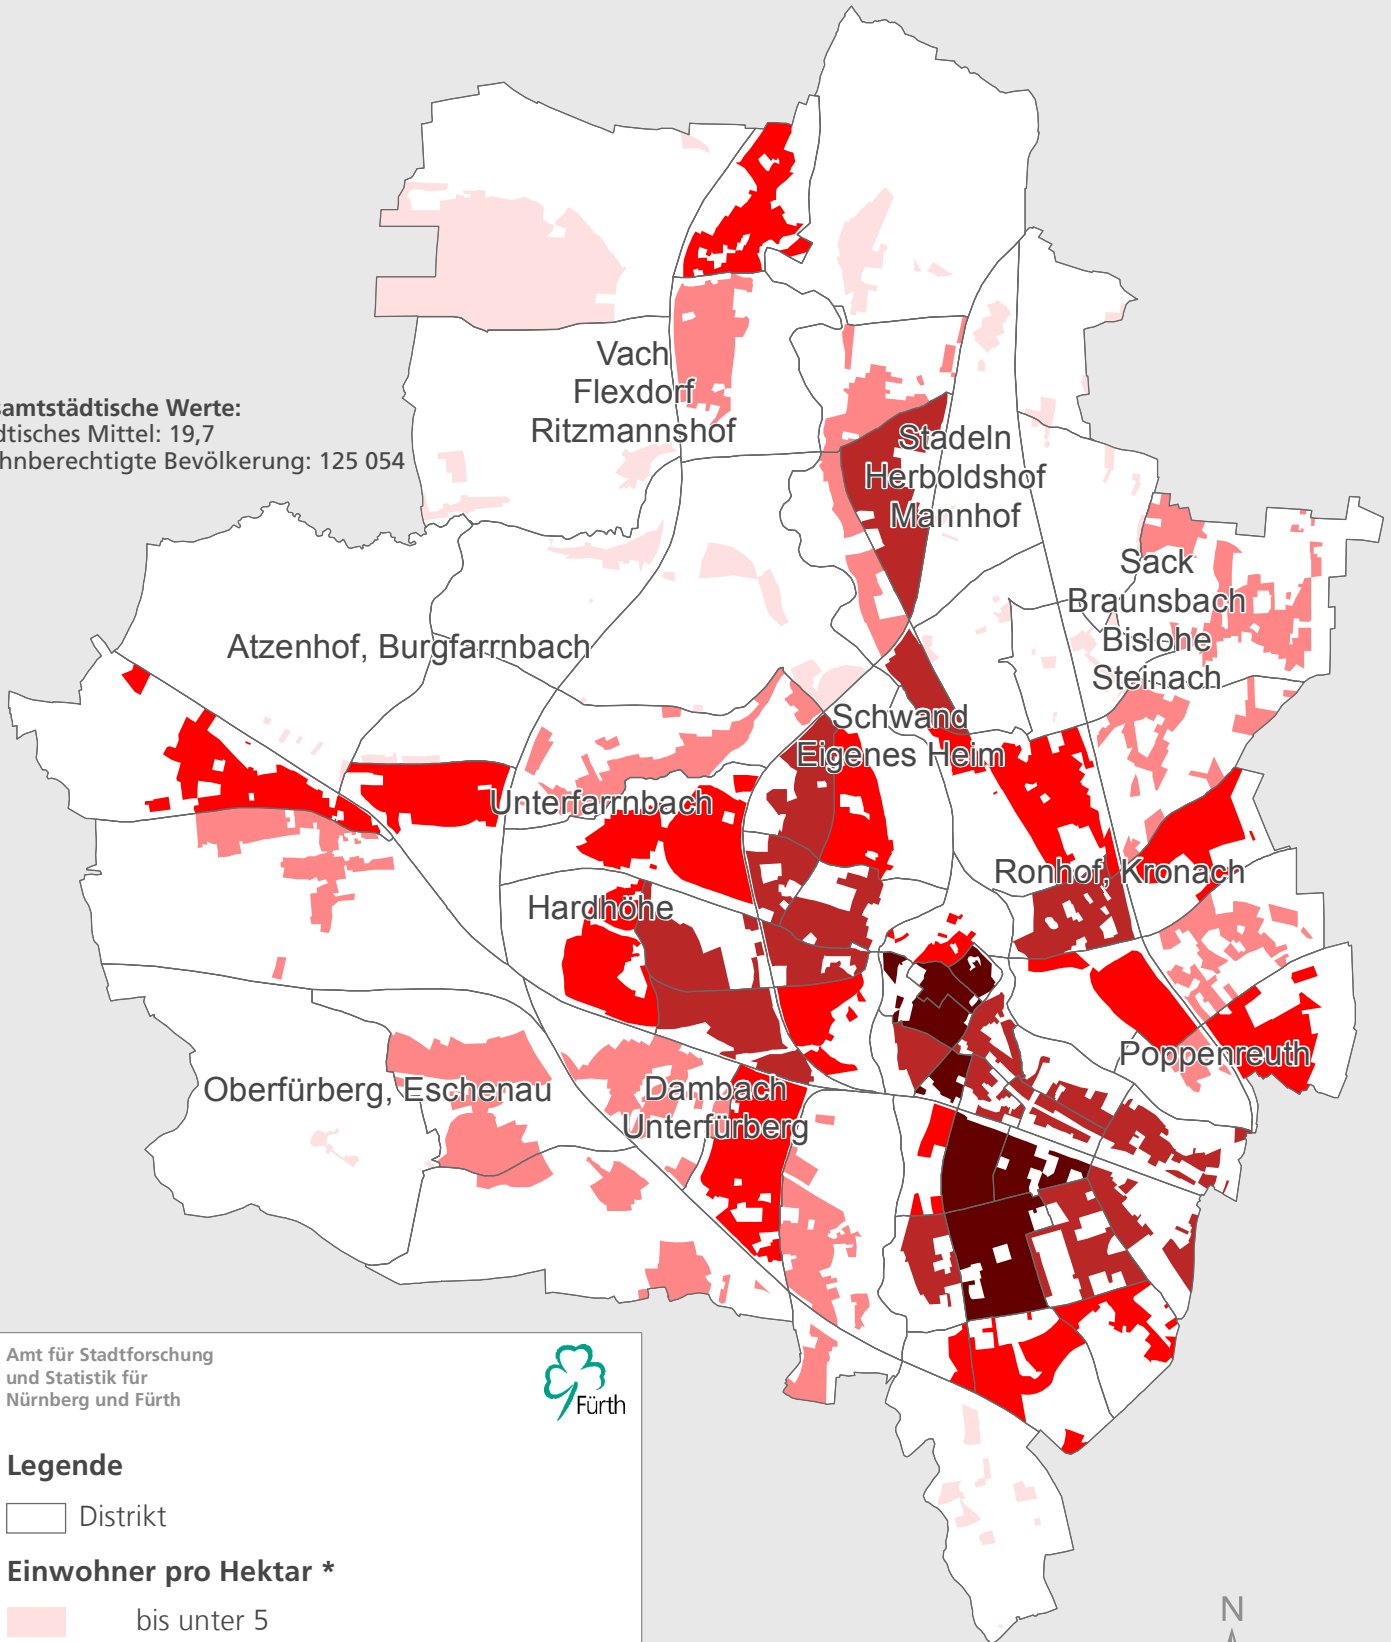 Vach
Flexdorf
Ritzmannshof
samtstädtische Werte:
dtisches Mittel: 19,7
hnberechtigte Bevölkerung: 125 054
Stadeln
Herboldshof
Mannhof
Sack
Braunsbach
Bislohe
Steinach
Atzenhof, Burgfarrnbach
Schwand
Eigenes Heim
Unterfarrnbach
Ronhof, Kronach
Hardhöhe
Poppenreuth
Oberfürberg, Eschenau
Dambach
Unterfürberg
Amt für Stadtforschung
und Statistik für
Nürnberg und Fürth
Fürth
Legende
Distrikt
Einwohner pro Hektar *
bis unter 5
N